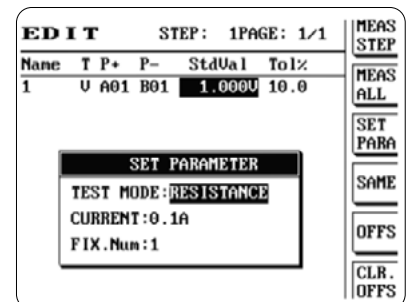 EDIT STEP: 1PAGE: 1/1
Name T P+ P- StdVal Tol%
1 V A01 B01 1.000V 10.0
SET PARAMETER
TEST MODE:RESISTANCE
CURRENT:0.1A
FIX.Num:1
MEAS
STEP
MEAS
ALL
SET
PARA
SAME
OFFS
CLR.
OFFS